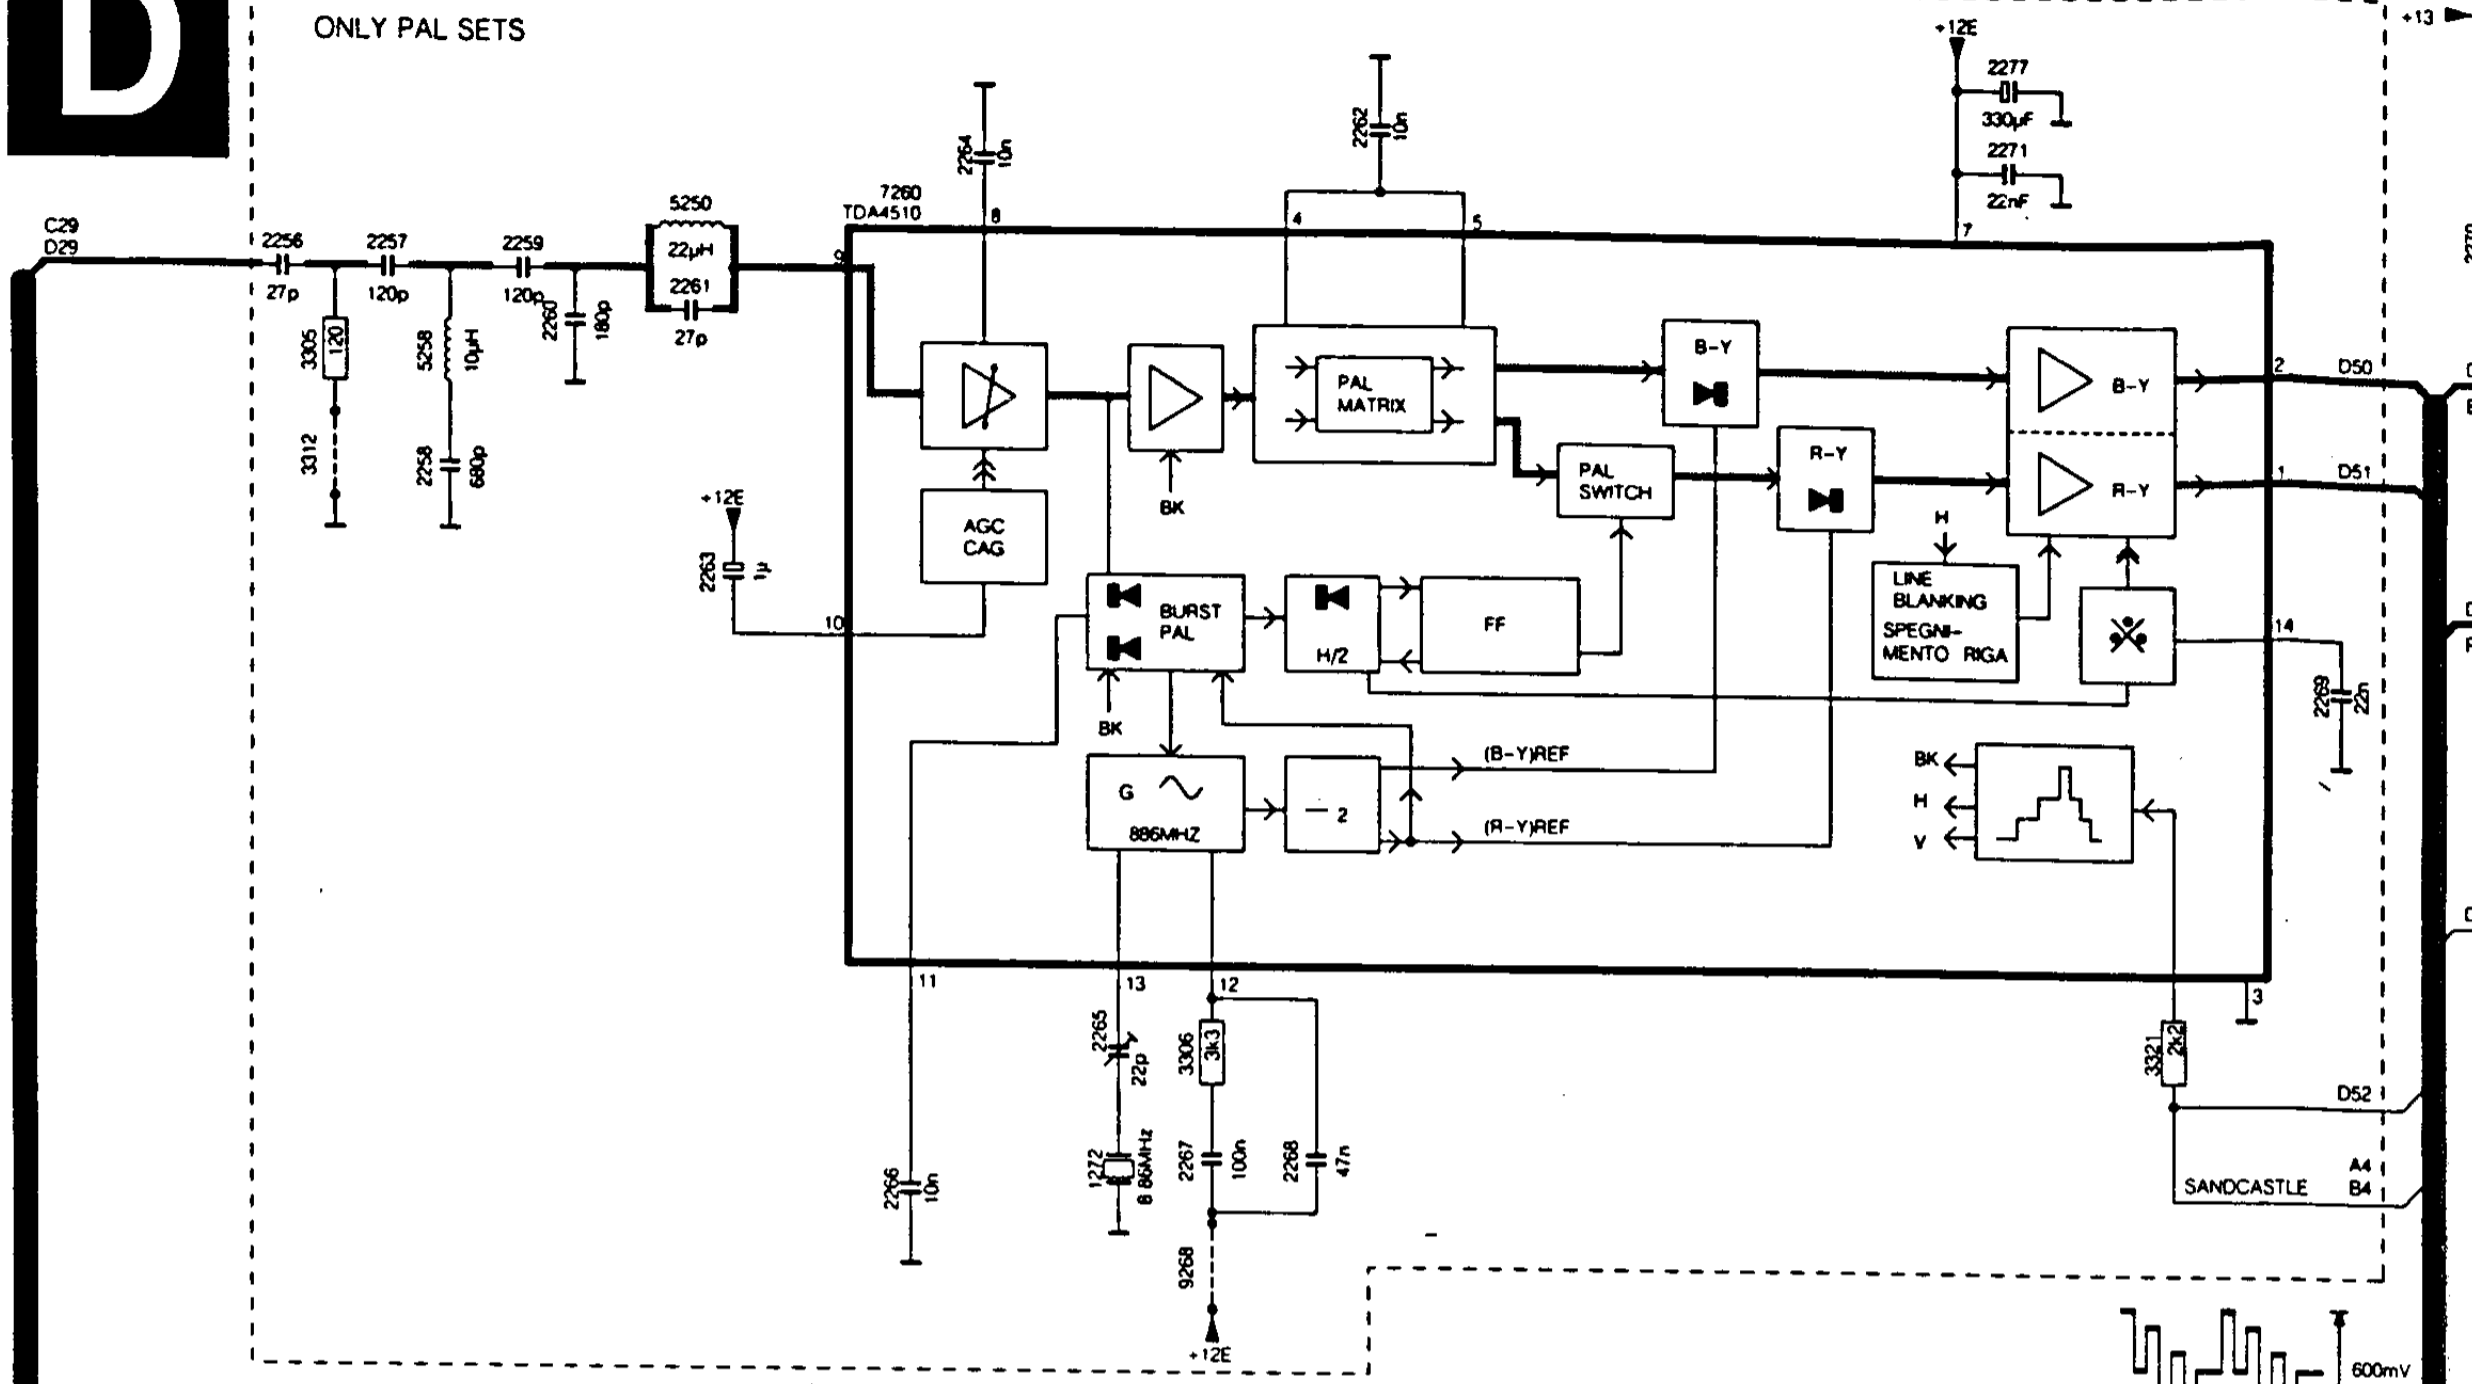 D
ONLY PAL SETS
+13
+12E
2277
330µF
2271
22nF
2264
10n
2262
10n
C29
D29
2256
27p
2257
120p
2259
120p
2260
180p
5250
22µH
2261
27p
7260
TDA4510
8
4
5
7
9
3305
120
3312
5258
10µH
2258
680p
+12E
2263
1µ
10
AGC
CAG
BK
PAL
MATRIX
B-Y
PAL
SWITCH
R-Y
B-Y
R-Y
2
D50
1
D51
H
LINE
BLANKING
SPEGNI-
MENTO RIGA
14
2269
22n
BURST
PAL
BK
H/2
FF
G
886MHZ
— 2
(B-Y)REF
(R-Y)REF
BK
H
V
11
13
12
3
2265
22p
1272
8 86MHz
3306
3k3
2267
100n
2268
47n
2266
10n
9268
+12E
3321
2k2
D52
A4
SANDCASTLE B4
600mV